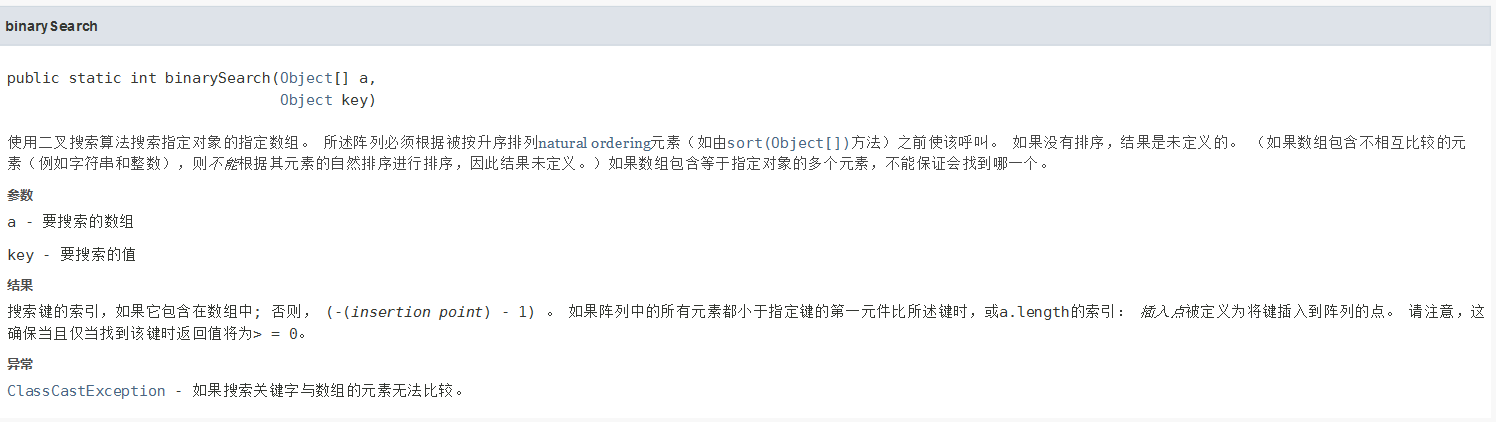 binarySearch
public static int binarySearch(Object[] a,
Object key)
使用二叉搜索算法搜索指定对象的指定数组。 所述阵列必须根据被按升序排列natural ordering元素（如由sort(Object[])方法）之前使该呼叫。 如果没有排序，结果是未定义的。 （如果数组包含不相互比较的元
素（例如字符串和整数），则不能根据其元素的自然排序进行排序，因此结果未定义。）如果数组包含等于指定对象的多个元素，不能保证会找到哪一个。
参数
a - 要搜索的数组
key - 要搜索的值
结果
搜索键的索引，如果它包含在数组中; 否则， (-(insertion point) - 1) 。 如果阵列中的所有元素都小于指定键的第一元件比所述键时，或a.length的索引： 插入点被定义为将键插入到阵列的点。 请注意，这
确保当且仅当找到该键时返回值将为> = 0。
异常
ClassCastException - 如果搜索关键字与数组的元素无法比较。